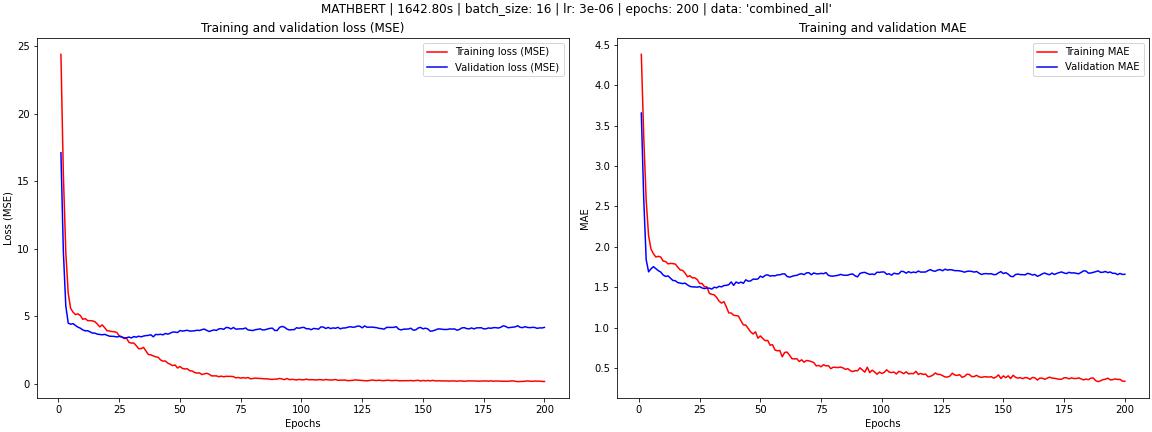 MATHBERT | 1642.80s | batch_size: 16 | lr: 3e-06 | epochs: 200 | data: 'combined_all'
Training and validation loss (MSE)
Training loss (MSE)
Validation loss (MSE)
Loss (MSE)
25
20
15
10
5
0
0 25 50 75 100 125 150 175 200
Epochs
Training and validation MAE
Training MAE
Validation MAE
MAE
4.5
4.0
3.5
3.0
2.5
2.0
1.5
1.0
0.5
0 25 50 75 100 125 150 175 200
Epochs